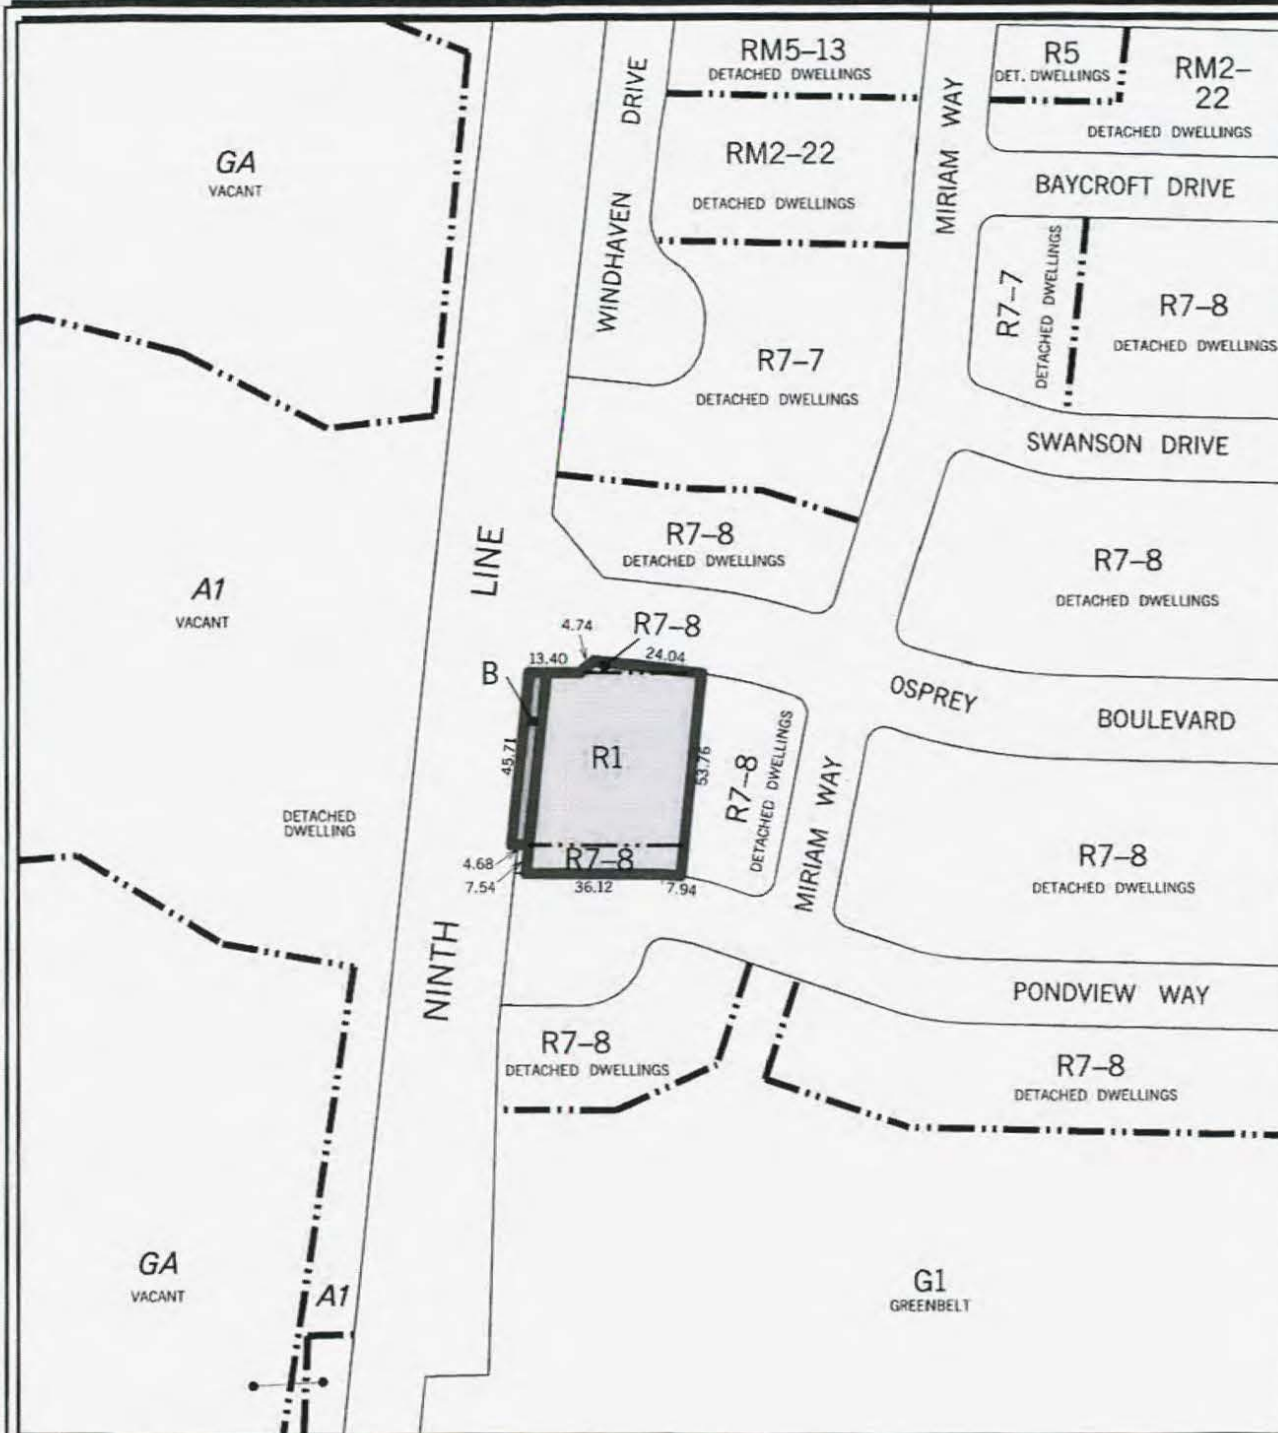 RM5-13
DETACHED DWELLINGS
R5
DET. DWELLINGS
RM2-
22
DETACHED DWELLINGS
WINDHAVEN DRIVE
MIRIAM WAY
GA
VACANT
RM2-22
DETACHED DWELLINGS
BAYCROFT DRIVE
R7-7
DETACHED DWELLINGS
R7-8
DETACHED DWELLINGS
R7-7
DETACHED DWELLINGS
SWANSON DRIVE
R7-8
DETACHED DWELLINGS
R7-8
DETACHED DWELLINGS
A1
VACANT
NINTH LINE
4.74
R7-8
13.40
24.04
B
OSPREY BOULEVARD
45.71
R1
53.76
R7-8
DETACHED DWELLINGS
MIRIAM WAY
DETACHED
DWELLING
R7-8
DETACHED DWELLINGS
4.68
R7-8
7.54
36.12
7.94
PONDVIEW WAY
R7-8
DETACHED DWELLINGS
R7-8
DETACHED DWELLINGS
GA
VACANT
A1
G1
GREENBELT